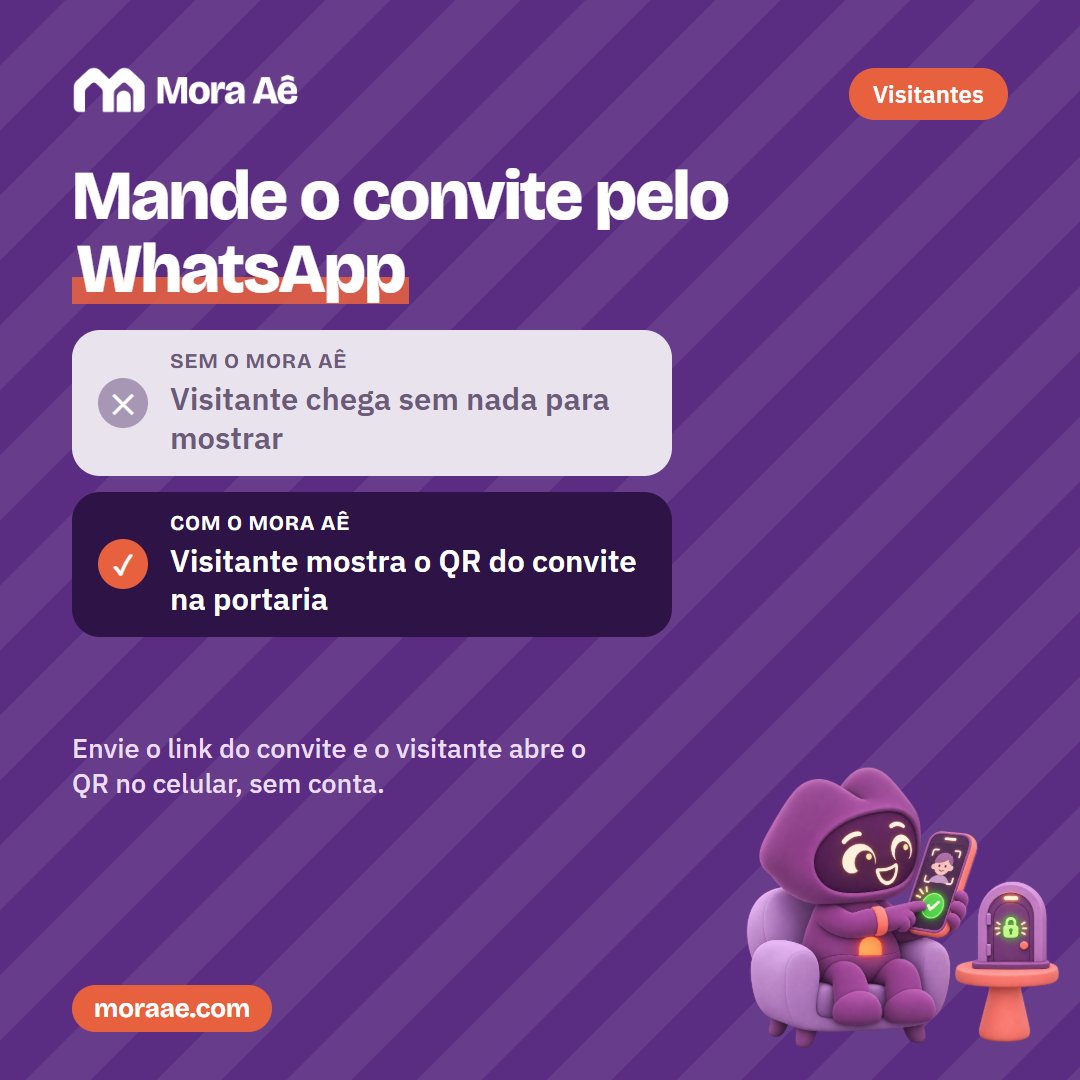 Mora Aê
Visitantes
Mande o convite pelo
WhatsApp
SEM O MORA AÊ
Visitante chega sem nada para
mostrar
COM O MORA AÊ
Visitante mostra o QR do convite
na portaria
Envie o link do convite e o visitante abre o
QR no celular, sem conta.
moraae.com